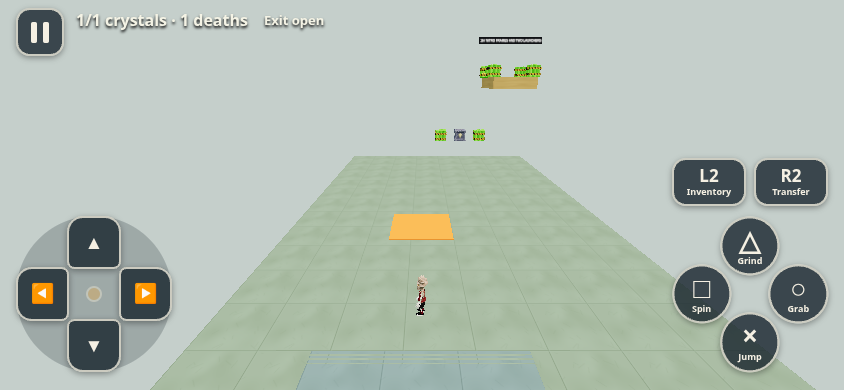 1/1 crystals · 1 deaths Exit open
L2
Inventory
R2
Transfer
Grind
Spin
Grab
Jump